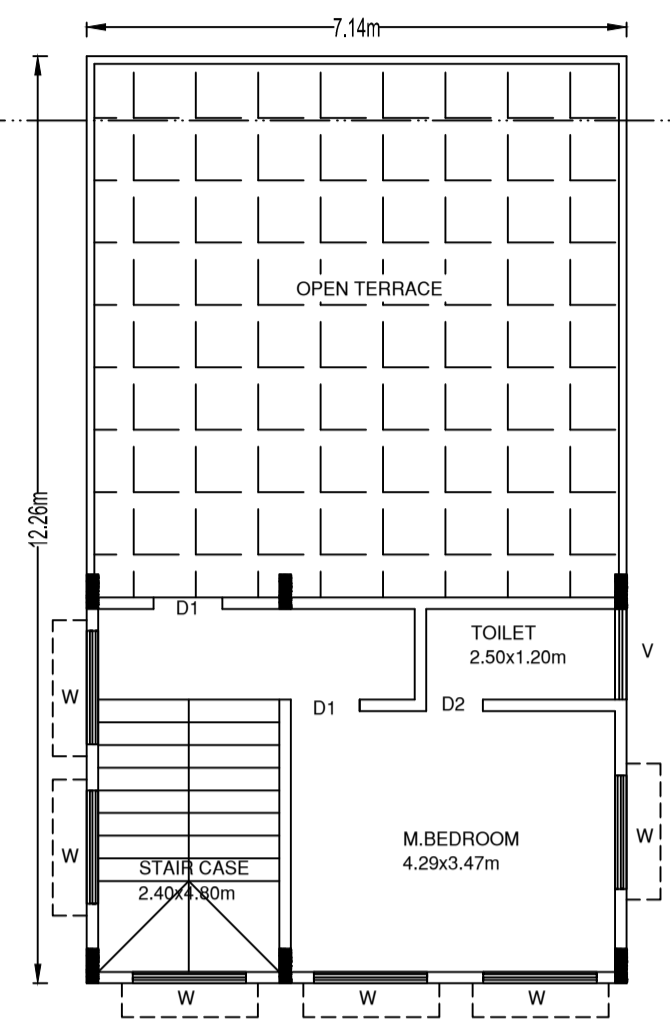 7.14m
OPEN TERRACE
12.26m
D1
TOILET
2.50x1.20m
V
W
D1
D2
W
W
M.BEDROOM
4.29x3.47m
STAIR CASE
2.40x4.80m
W
W
W